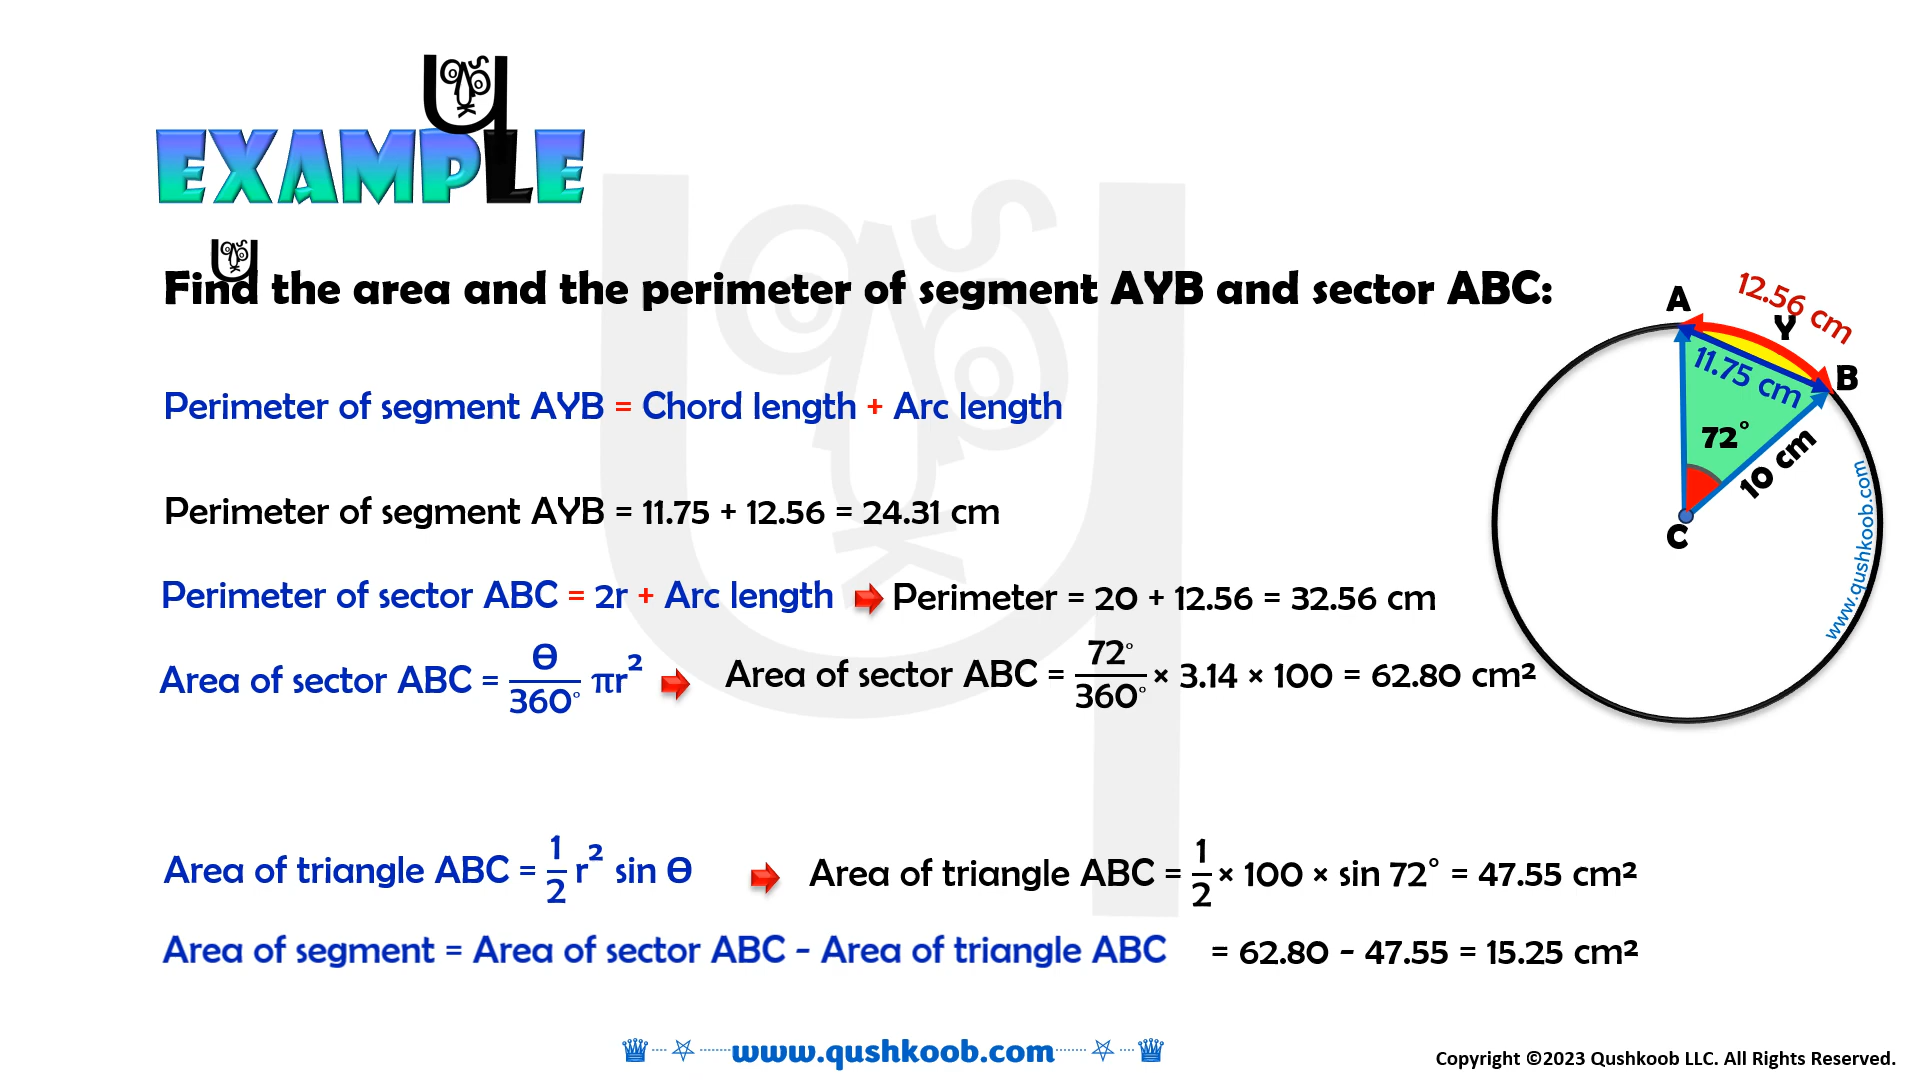 EXAMPLE
Find the area and the perimeter of segment AYB and sector ABC:
Perimeter of segment AYB = Chord length + Arc length
Perimeter of segment AYB = 11.75 + 12.56 = 24.31 cm
Perimeter of sector ABC = 2r + Arc length ➡ Perimeter = 20 + 12.56 = 32.56 cm
Area of sector ABC = Ɵ/360° πr² ➡ Area of sector ABC = 72°/360° × 3.14 × 100 = 62.80 cm²
Area of triangle ABC = 1/2 r² sin Ɵ ➡ Area of triangle ABC = 1/2 × 100 × sin 72° = 47.55 cm²
Area of segment = Area of sector ABC - Area of triangle ABC = 62.80 - 47.55 = 15.25 cm²
A
12.56 cm
Y
B
11.75 cm
72°
10 cm
C
www.qushkoob.com
www.qushkoob.com
Copyright ©2023 Qushkoob LLC. All Rights Reserved.